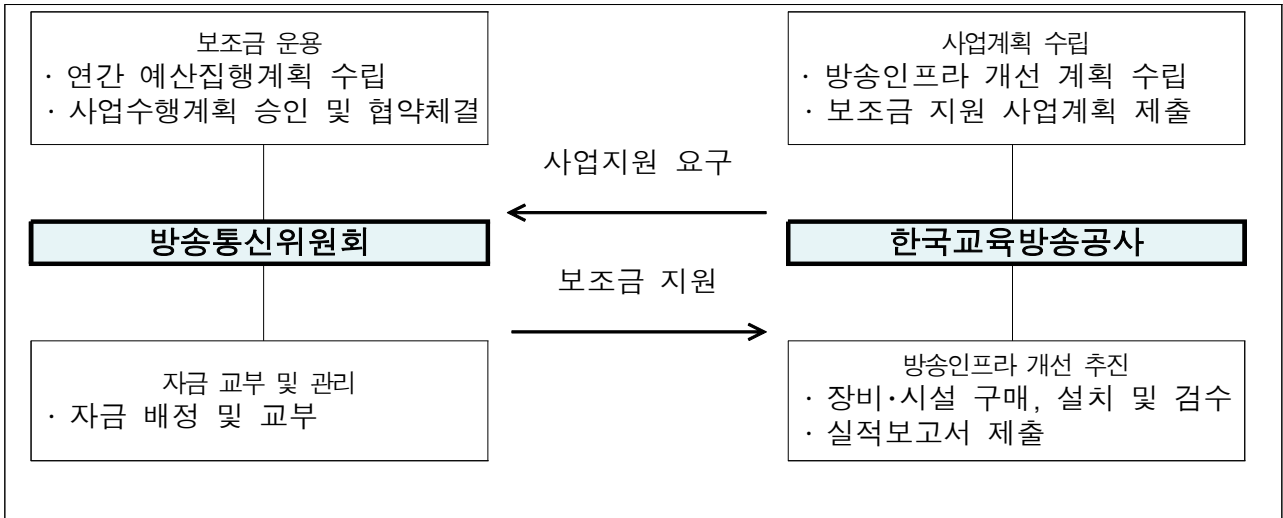 보조금 운용
· 연간 예산집행계획 수립
· 사업수행계획 승인 및 협약체결
사업계획 수립
· 방송인프라 개선 계획 수립
· 보조금 지원 사업계획 제출
사업지원 요구
방송통신위원회
한국교육방송공사
보조금 지원
자금 교부 및 관리
· 자금 배정 및 교부
방송인프라 개선 추진
· 장비·시설 구매, 설치 및 검수
· 실적보고서 제출